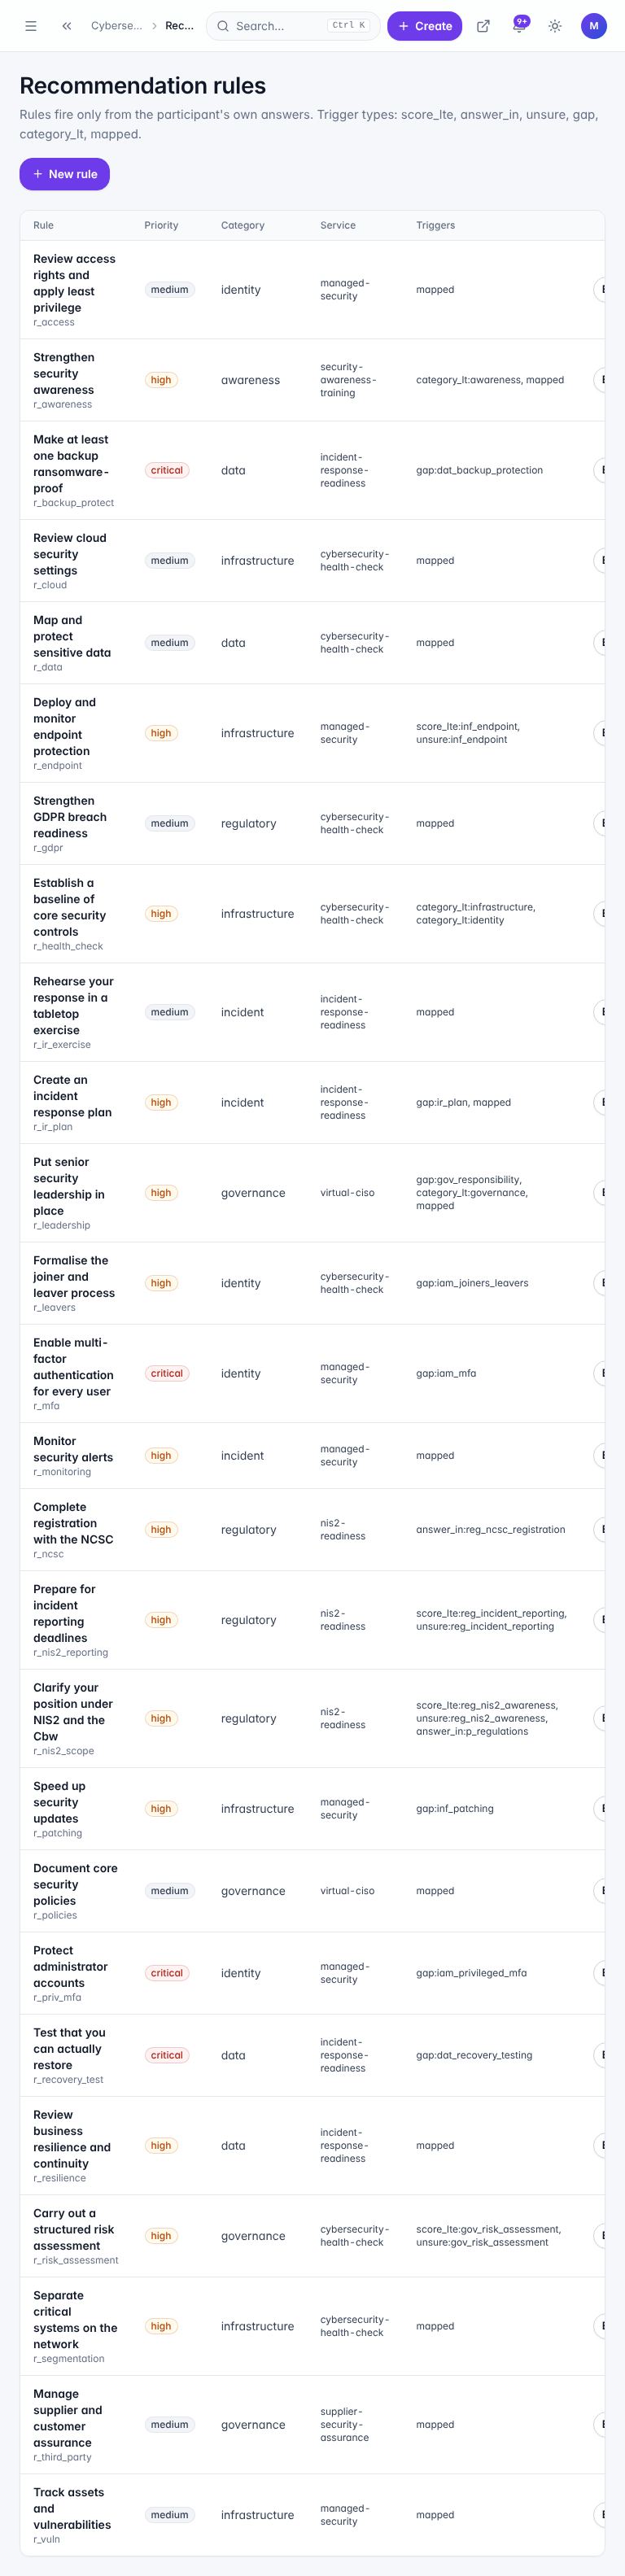 Cyberse... > Rec... Search... Ctrl K + Create 9+ M
Recommendation rules
Rules fire only from the participant's own answers. Trigger types: score_lte, answer_in, unsure, gap,
category_lt, mapped.
+ New rule
Rule Priority Category Service Triggers
Review access
rights and
apply least
privilege
r_access
medium
identity
managed-
security
mapped
Strengthen
security
awareness
r_awareness
high
awareness
security-
awareness-
training
category_lt:awareness, mapped
Make at least
one backup
ransomware-
proof
r_backup_protect
critical
data
incident-
response-
readiness
gap:dat_backup_protection
Review cloud
security
settings
r_cloud
medium
infrastructure
cybersecurity-
health-check
mapped
Map and
protect
sensitive data
r_data
medium
data
cybersecurity-
health-check
mapped
Deploy and
monitor
endpoint
protection
r_endpoint
high
infrastructure
managed-
security
score_lte:inf_endpoint,
unsure:inf_endpoint
Strengthen
GDPR breach
readiness
r_gdpr
medium
regulatory
cybersecurity-
health-check
mapped
Establish a
baseline of
core security
controls
r_health_check
high
infrastructure
cybersecurity-
health-check
category_lt:infrastructure,
category_lt:identity
Rehearse your
response in a
tabletop
exercise
r_ir_exercise
medium
incident
incident-
response-
readiness
mapped
Create an
incident
response plan
r_ir_plan
high
incident
incident-
response-
readiness
gap:ir_plan, mapped
Put senior
security
leadership in
place
r_leadership
high
governance
virtual-ciso
gap:gov_responsibility,
category_lt:governance,
mapped
Formalise the
joiner and
leaver process
r_leavers
high
identity
cybersecurity-
health-check
gap:iam_joiners_leavers
Enable multi-
factor
authentication
for every user
r_mfa
critical
identity
managed-
security
gap:iam_mfa
Monitor
security alerts
r_monitoring
high
incident
managed-
security
mapped
Complete
registration
with the NCSC
r_ncsc
high
regulatory
nis2-
readiness
answer_in:reg_ncsc_registration
Prepare for
incident
reporting
deadlines
r_nis2_reporting
high
regulatory
nis2-
readiness
score_lte:reg_incident_reporting,
unsure:reg_incident_reporting
Clarify your
position under
NIS2 and the
Cbw
r_nis2_scope
high
regulatory
nis2-
readiness
score_lte:reg_nis2_awareness,
unsure:reg_nis2_awareness,
answer_in:p_regulations
Speed up
security
updates
r_patching
high
infrastructure
managed-
security
gap:inf_patching
Document core
security
policies
r_policies
medium
governance
virtual-ciso
mapped
Protect
administrator
accounts
r_priv_mfa
critical
identity
managed-
security
gap:iam_privileged_mfa
Test that you
can actually
restore
r_recovery_test
critical
data
incident-
response-
readiness
gap:dat_recovery_testing
Review
business
resilience and
continuity
r_resilience
high
data
incident-
response-
readiness
mapped
Carry out a
structured risk
assessment
r_risk_assessment
high
governance
cybersecurity-
health-check
score_lte:gov_risk_assessment,
unsure:gov_risk_assessment
Separate
critical
systems on the
network
r_segmentation
high
infrastructure
cybersecurity-
health-check
mapped
Manage
supplier and
customer
assurance
r_third_party
medium
governance
supplier-
security-
assurance
mapped
Track assets
and
vulnerabilities
r_vuln
medium
infrastructure
managed-
security
mapped